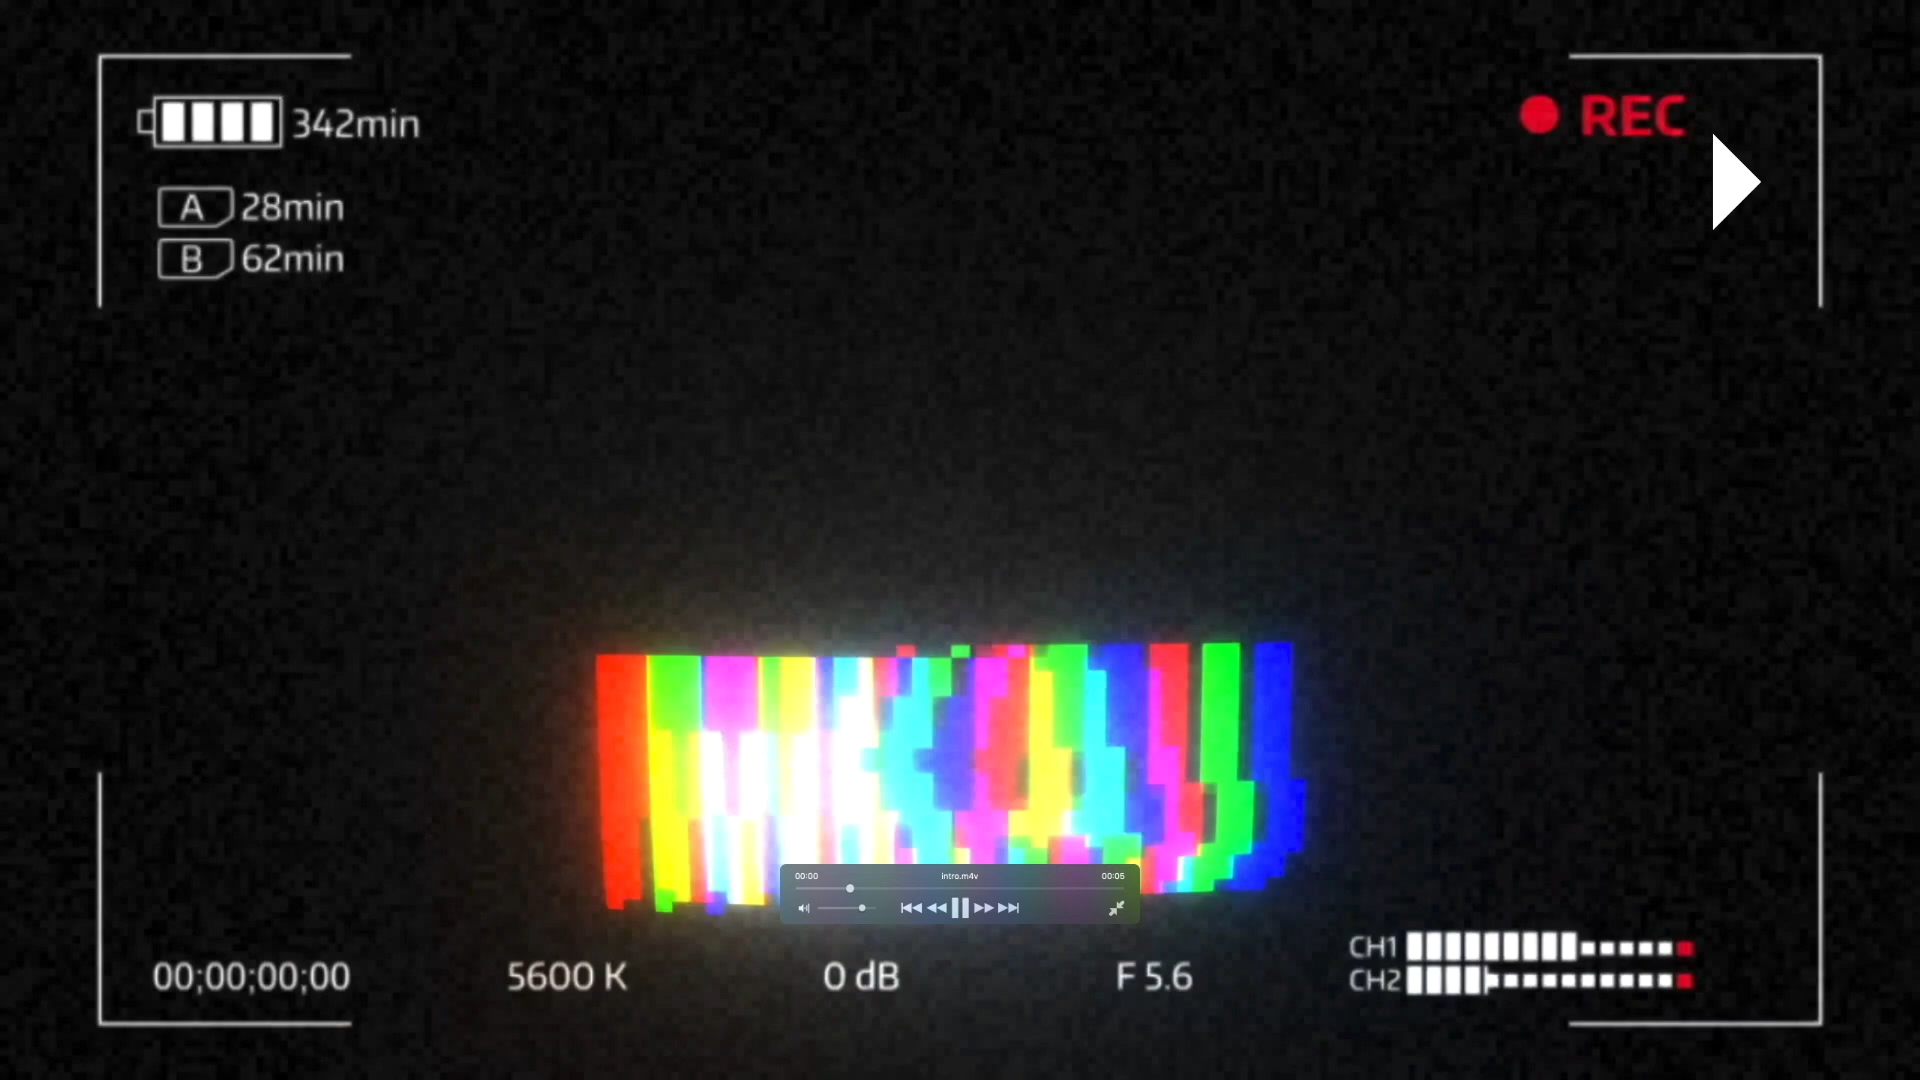 342min
REC
A 28min
B 62min
00:00 intro.m4v 00:05
CH1
00;00;00;00 5600 K 0 dB F 5.6 CH2